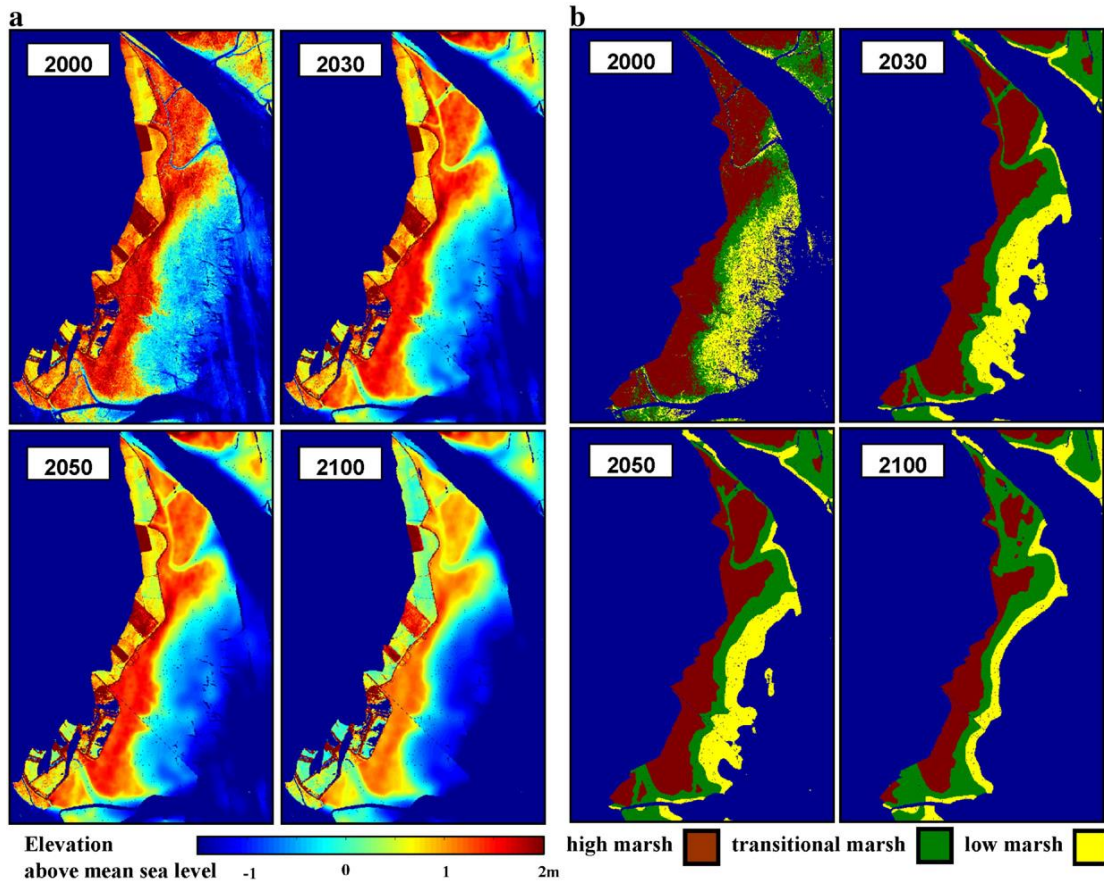 a
b
2000
2030
2000
2030
2050
2100
2050
2100
Elevation
above mean sea level
-1 0 1 2m
high marsh transitional marsh low marsh